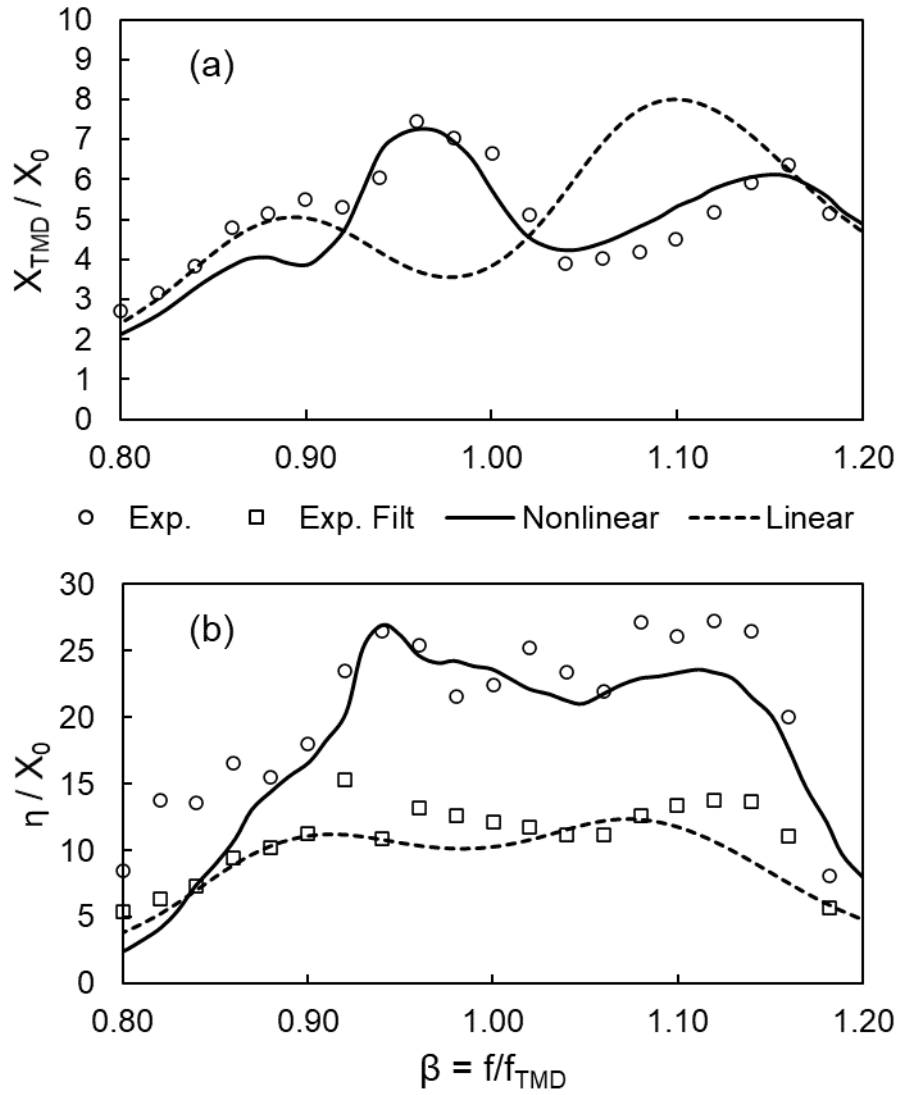 10
9
8
7
6
5
4
3
2
1
0
(a)
X_TMD / X_0
0.80 0.90 1.00 1.10 1.20
Exp. Exp. Filt Nonlinear Linear
30
25
20
15
10
5
0
(b)
η / X_0
0.80 0.90 1.00 1.10 1.20
β = f/f_TMD